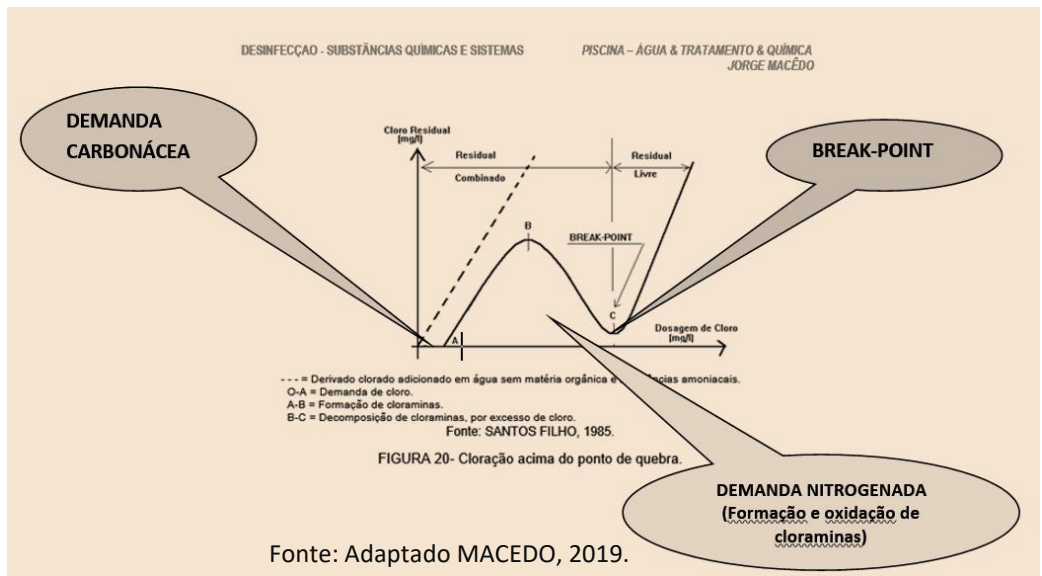 DESINFECÇAO - SUBSTÂNCIAS QUÍMICAS E SISTEMAS
PISCINA – ÁGUA & TRATAMENTO & QUÍMICA
JORGE MACÊDO
DEMANDA
CARBONÁCEA
BREAK-POINT
Cloro Residual
(mg/l)
Residual
Combinado
Residual
Livre
B
BREAK-POINT
C
A
Dosagem de Cloro
(mg/l)
- - - = Derivado clorado adicionado em água sem matéria orgânica e amoniacais.
O-A = Demanda de cloro.
A-B = Formação de cloraminas.
B-C = Decomposição de cloraminas, por excesso de cloro.
Fonte: SANTOS FILHO, 1985.
FIGURA 20- Cloração acima do ponto de quebra.
DEMANDA NITROGENADA
(Formação e oxidação de
cloraminas)
Fonte: Adaptado MACEDO, 2019.